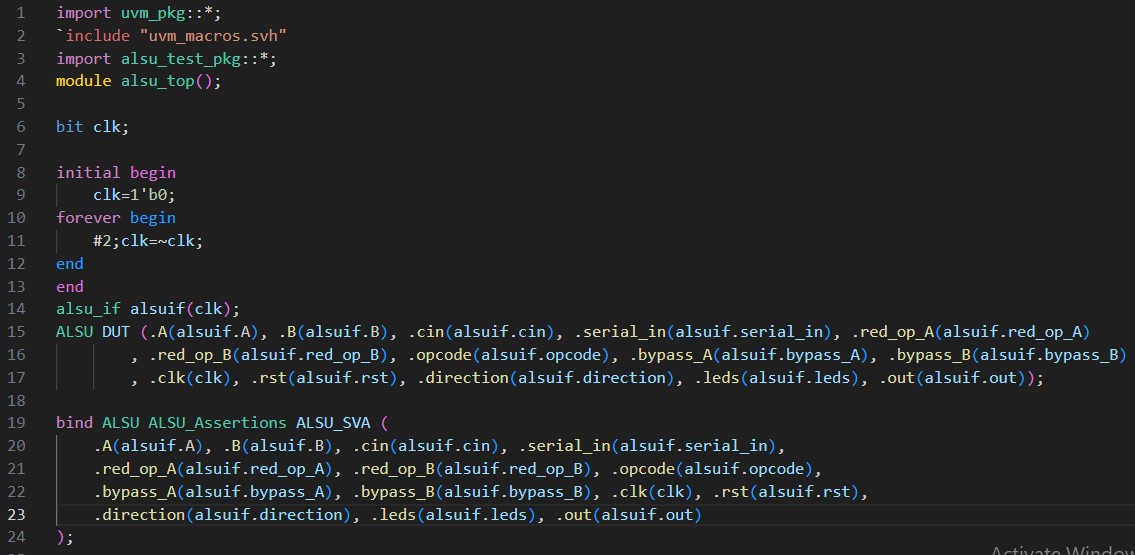 1 import uvm_pkg::*;
2 `include "uvm_macros.svh"
3 import alsu_test_pkg::*;
4 module alsu_top();
5
6 bit clk;
7
8 initial begin
9 clk=1'b0;
10 forever begin
11 #2;clk=~clk;
12 end
13 end
14 alsu_if alsuif(clk);
15 ALSU DUT (.A(alsuif.A), .B(alsuif.B), .cin(alsuif.cin), .serial_in(alsuif.serial_in), .red_op_A(alsuif.red_op_A)
16 , .red_op_B(alsuif.red_op_B), .opcode(alsuif.opcode), .bypass_A(alsuif.bypass_A), .bypass_B(alsuif.bypass_B)
17 , .clk(clk), .rst(alsuif.rst), .direction(alsuif.direction), .leds(alsuif.leds), .out(alsuif.out));
18
19 bind ALSU ALSU_Assertions ALSU_SVA (
20 .A(alsuif.A), .B(alsuif.B), .cin(alsuif.cin), .serial_in(alsuif.serial_in),
21 .red_op_A(alsuif.red_op_A), .red_op_B(alsuif.red_op_B), .opcode(alsuif.opcode),
22 .bypass_A(alsuif.bypass_A), .bypass_B(alsuif.bypass_B), .clk(clk), .rst(alsuif.rst),
23 .direction(alsuif.direction), .leds(alsuif.leds), .out(alsuif.out)
24 );
Activate Window